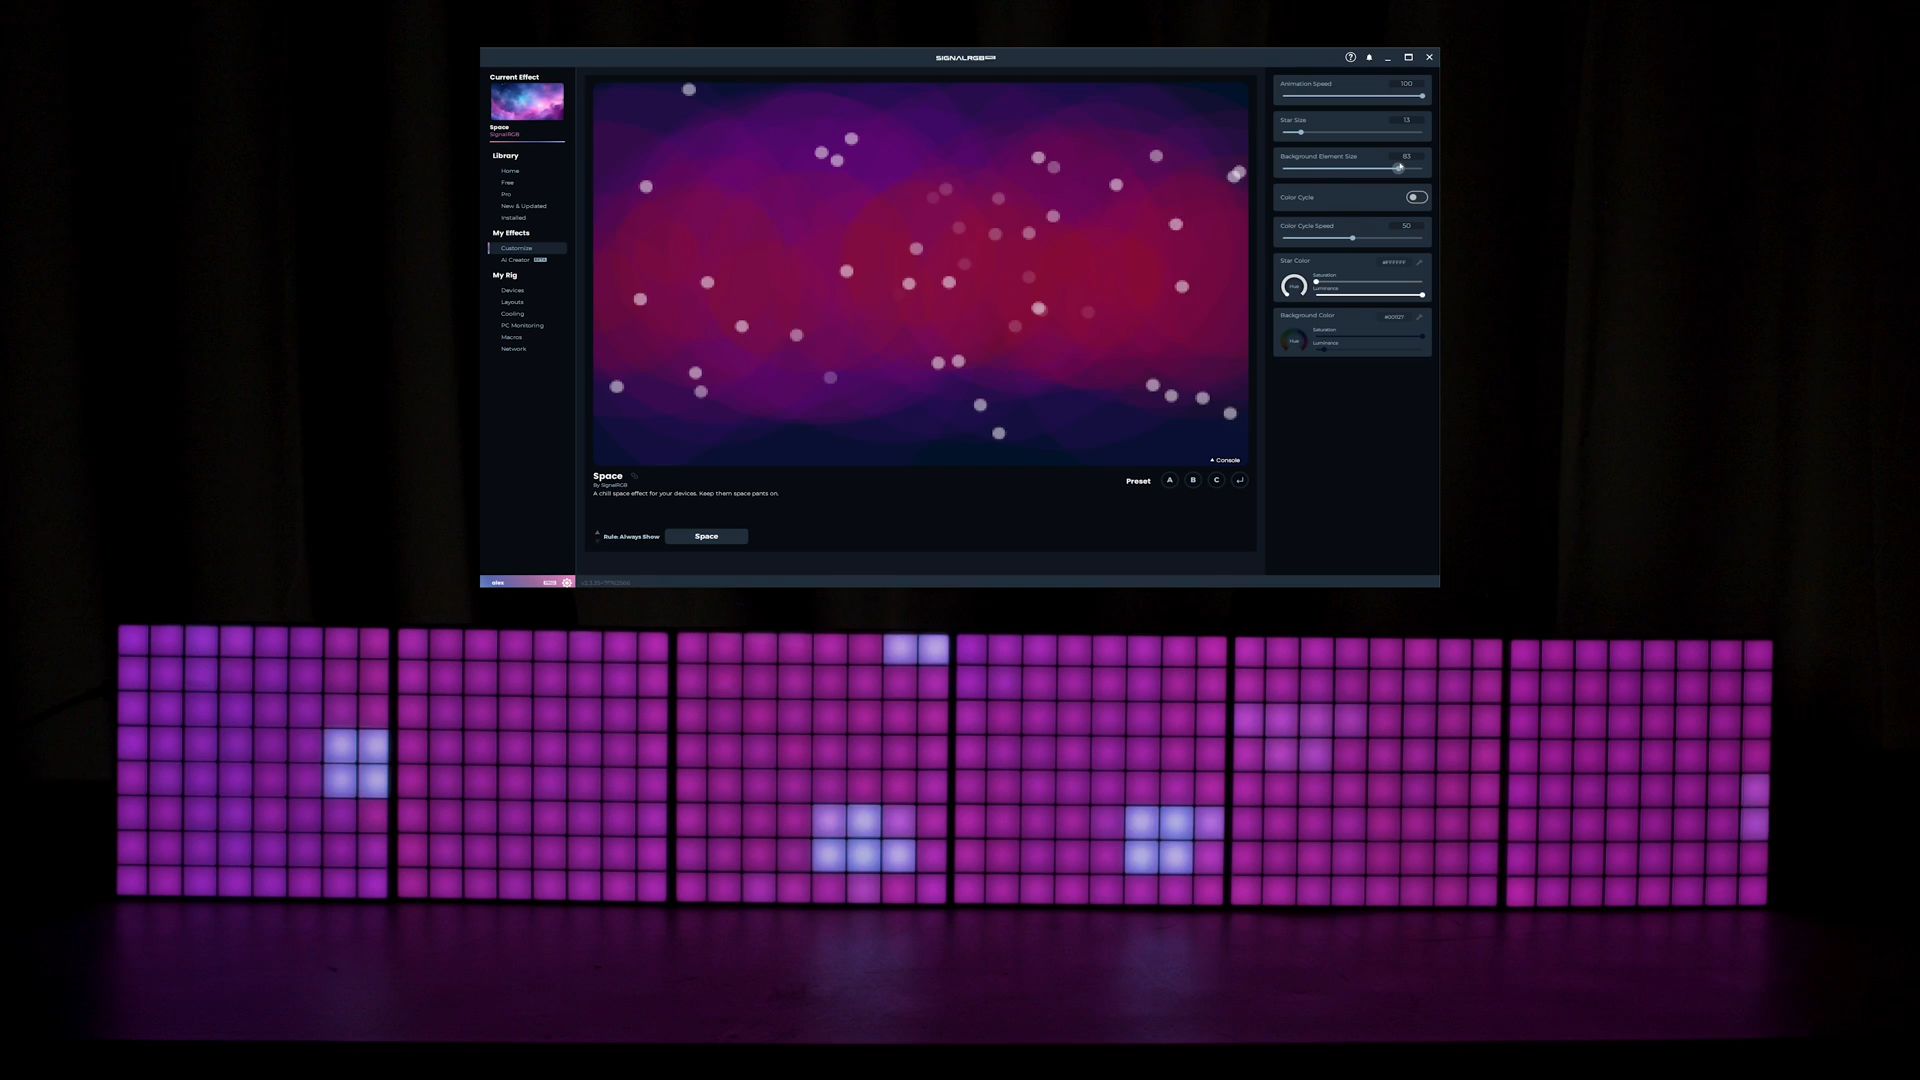 SIGNALRGB
Current Effect
Space
SignalRGB
Library
Home
Free
Pro
New & Updated
Installed
My Effects
Customize
Ai Creator BETA
My Rig
Devices
Layouts
Cooling
PC Monitoring
Macros
Network
alex PRO
Console
Space
By SignalRGB
A chill space effect for your devices. Keep them space pants on.
Preset A B C
Rule: Always Show Space
Animation Speed 100
Star Size 13
Background Element Size 83
Color Cycle
Color Cycle Speed 50
Star Color #FFFFFF
Hue Saturation
Luminance
Background Color #001127
Hue Saturation
Luminance